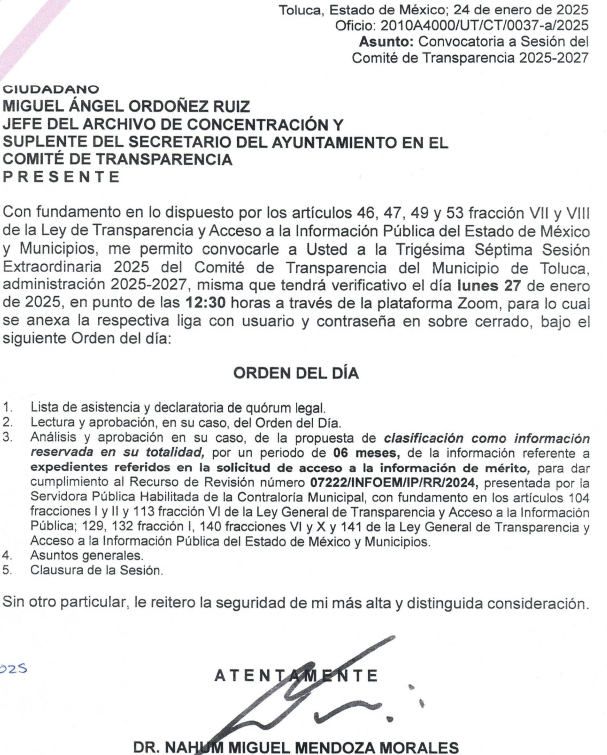 Toluca, Estado de México; 24 de enero de 2025
Oficio: 2010A4000/UT/CT/0037-a/2025
Asunto: Convocatoria a Sesión del
Comité de Transparencia 2025-2027
CIUDADANO
MIGUEL ÁNGEL ORDOÑEZ RUIZ
JEFE DEL ARCHIVO DE CONCENTRACIÓN Y
SUPLENTE DEL SECRETARIO DEL AYUNTAMIENTO EN EL
COMITÉ DE TRANSPARENCIA
P R E S E N T E
Con fundamento en lo dispuesto por los artículos 46, 47, 49 y 53 fracción VII y VIII
de la Ley de Transparencia y Acceso a la Información Pública del Estado de México
y Municipios, me permito convocarle a Usted a la Trigésima Séptima Sesión
Extraordinaria 2025 del Comité de Transparencia del Municipio de Toluca,
administración 2025-2027, misma que tendrá verificativo el día lunes 27 de enero
de 2025, en punto de las 12:30 horas a través de la plataforma Zoom, para lo cual
se anexa la respectiva liga con usuario y contraseña en sobre cerrado, bajo el
siguiente Orden del día:
ORDEN DEL DÍA
1. Lista de asistencia y declaratoria de quórum legal.
2. Lectura y aprobación, en su caso, del Orden del Día.
3. Análisis y aprobación en su caso, de la propuesta de clasificación como información
reservada en su totalidad, por un periodo de 06 meses, de la información referente a
expedientes referidos en la solicitud de acceso a la información de mérito, para dar
cumplimiento al Recurso de Revisión número 07222/INFOEM/IP/RR/2024, presentada por la
Servidora Pública Habilitada de la Contraloría Municipal, con fundamento en los artículos 104
fracciones I y II y 113 fracción VI de la Ley General de Transparencia y Acceso a la Información
Pública; 129, 132 fracción I, 140 fracciones VI y X y 141 de la Ley General de Transparencia y
Acceso a la Información Pública del Estado de México y Municipios.
4. Asuntos generales.
5. Clausura de la Sesión.
Sin otro particular, le reitero la seguridad de mi más alta y distinguida consideración.
025
A T E N T A M E N T E
DR. NAHUM MIGUEL MENDOZA MORALES